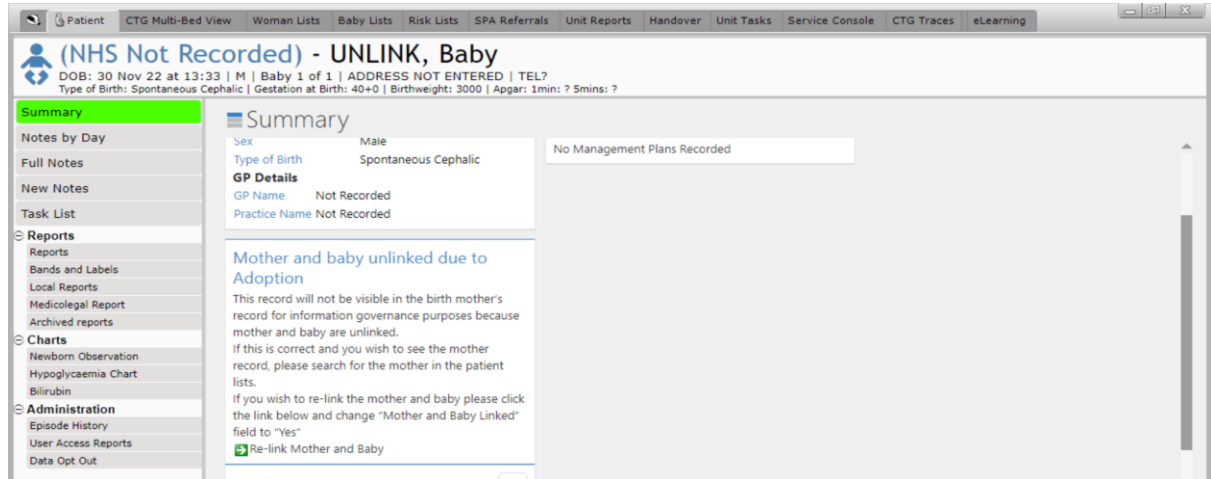 Patient CTG Multi-Bed View Woman Lists Baby Lists Risk Lists SPA Referrals Unit Reports Handover Unit Tasks Service Console CTG Traces eLearning
(NHS Not Recorded) - UNLINK, Baby
DOB: 30 Nov 22 at 13:33 | M | Baby 1 of 1 | ADDRESS NOT ENTERED | TEL?
Type of Birth: Spontaneous Cephalic | Gestation at Birth: 40+0 | Birthweight: 3000 | Apgar: 1min: ? 5mins: ?
Summary
Notes by Day
Full Notes
New Notes
Task List
Reports
Reports
Bands and Labels
Local Reports
Medicolegal Report
Archived reports
Charts
Newborn Observation
Hypoglycaemia Chart
Bilirubin
Administration
Episode History
User Access Reports
Data Opt Out
Summary
Sex Male
Type of Birth Spontaneous Cephalic
GP Details
GP Name Not Recorded
Practice Name Not Recorded
Mother and baby unlinked due to
Adoption
This record will not be visible in the birth mother's
record for information governance purposes because
mother and baby are unlinked.
If this is correct and you wish to see the mother
record, please search for the mother in the patient
lists.
If you wish to re-link the mother and baby please click
the link below and change "Mother and Baby Linked"
field to "Yes"
Re-link Mother and Baby
No Management Plans Recorded